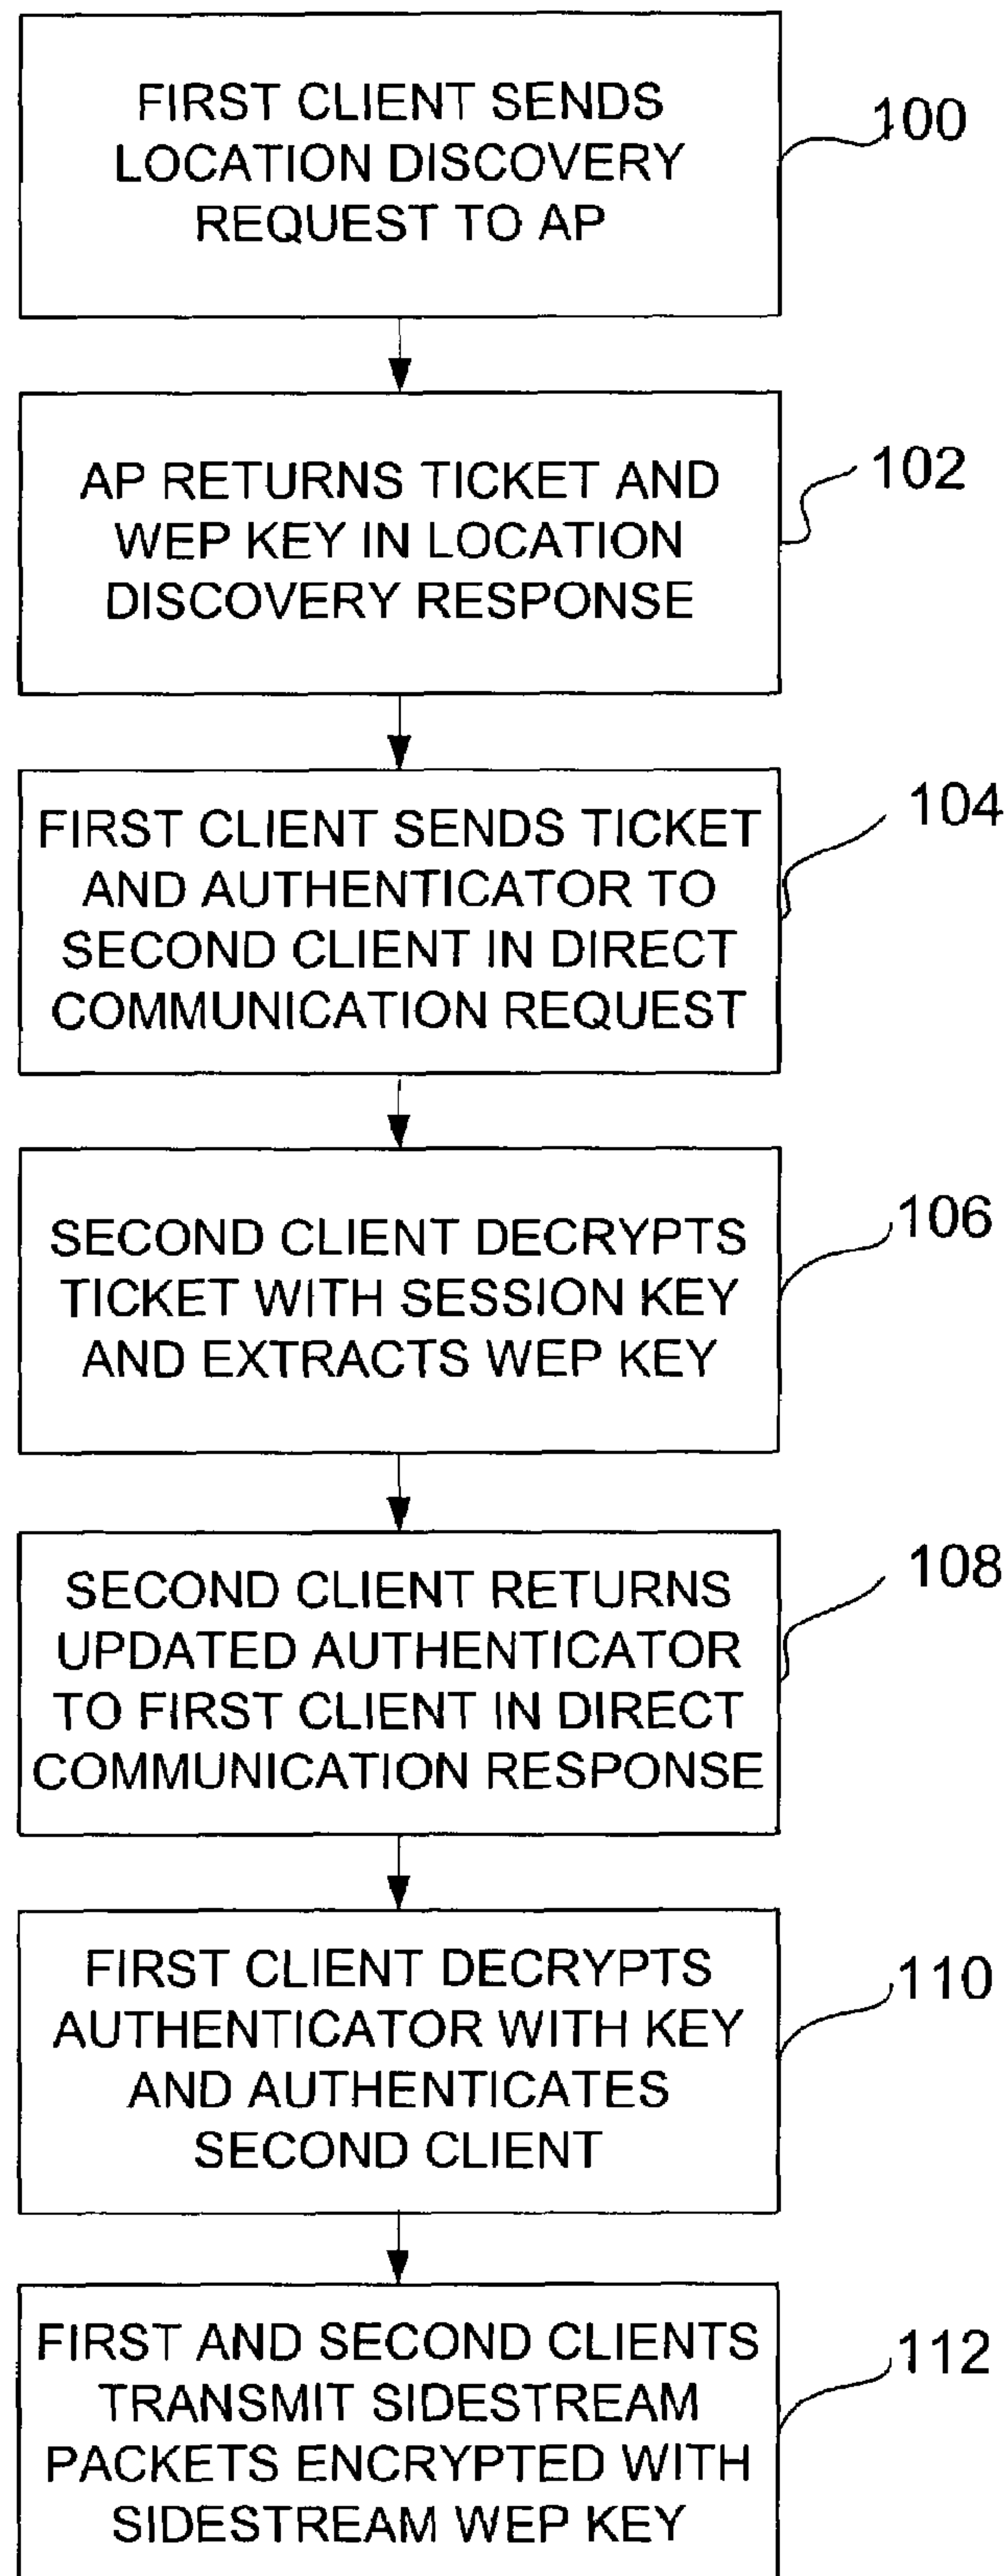 FIRST CLIENT SENDS
LOCATION DISCOVERY
REQUEST TO AP
100
AP RETURNS TICKET AND
WEP KEY IN LOCATION
DISCOVERY RESPONSE
102
FIRST CLIENT SENDS TICKET
AND AUTHENTICATOR TO
SECOND CLIENT IN DIRECT
COMMUNICATION REQUEST
104
SECOND CLIENT DECRYPTS
TICKET WITH SESSION KEY
AND EXTRACTS WEP KEY
106
SECOND CLIENT RETURNS
UPDATED AUTHENTICATOR
TO FIRST CLIENT IN DIRECT
COMMUNICATION RESPONSE
108
FIRST CLIENT DECRYPTS
AUTHENTICATOR WITH KEY
AND AUTHENTICATES
SECOND CLIENT
110
FIRST AND SECOND CLIENTS
TRANSMIT SIDESTREAM
PACKETS ENCRYPTED WITH
SIDESTREAM WEP KEY
112